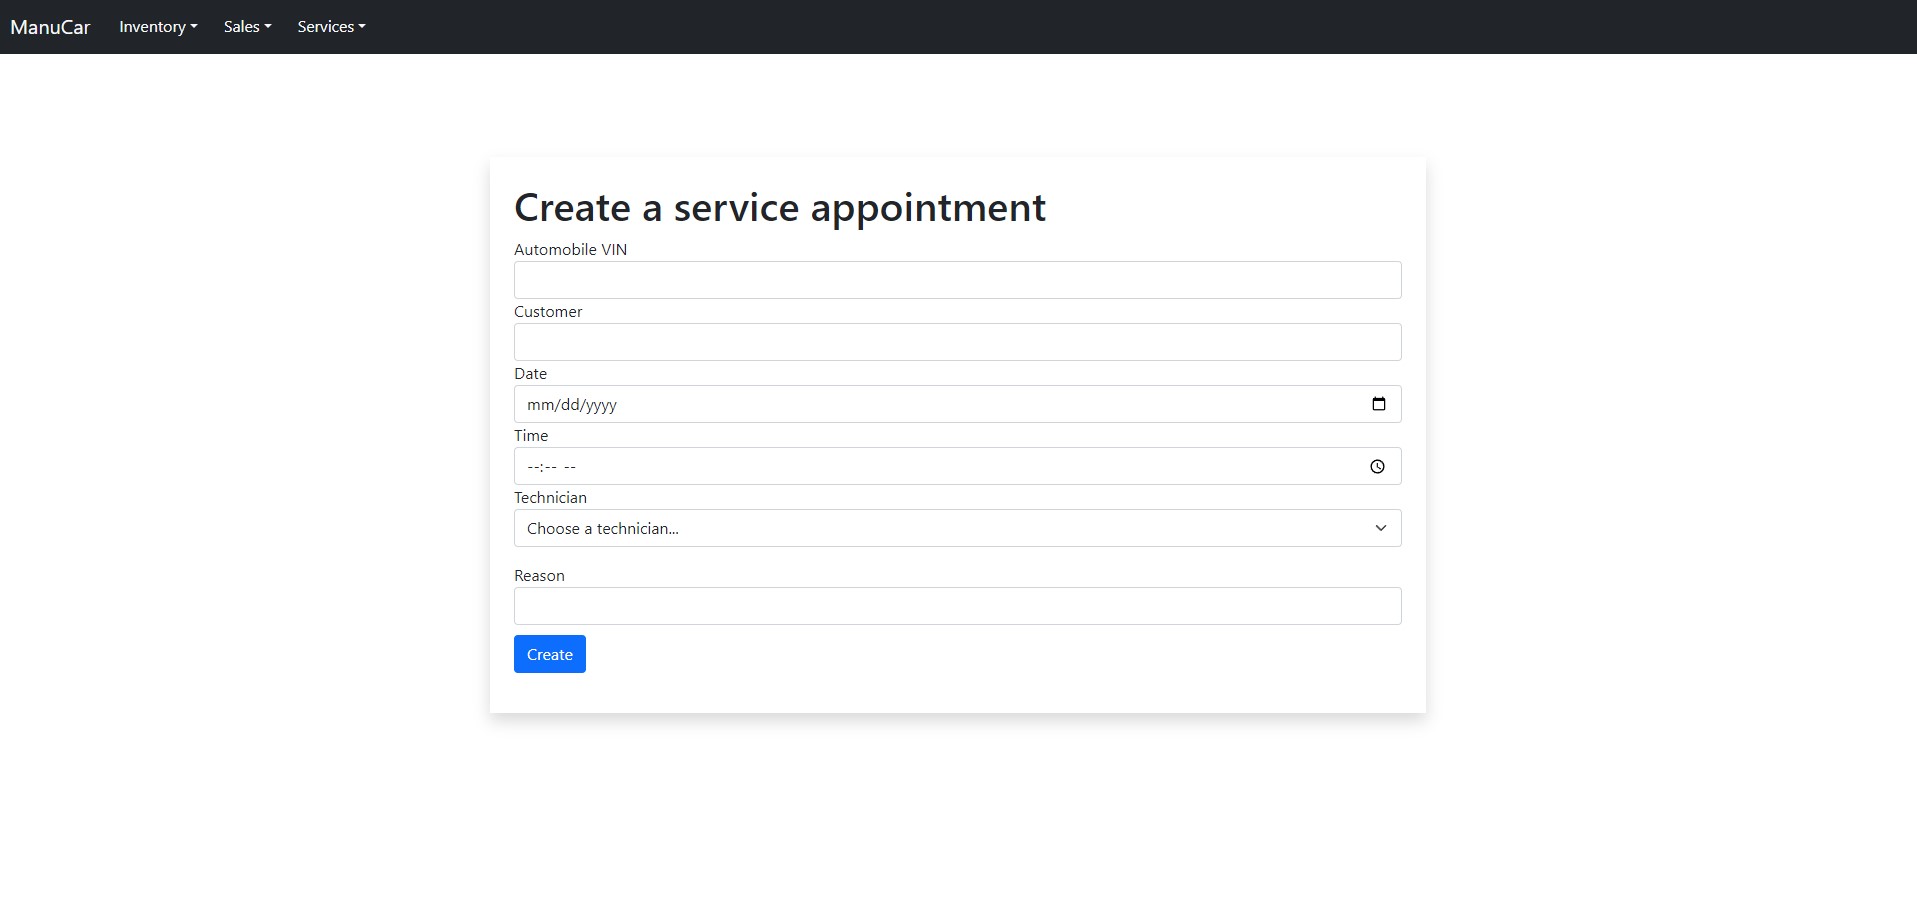 ManuCar Inventory Sales Services
Create a service appointment
Automobile VIN
Customer
Date
mm/dd/yyyy
Time
--:-- --
Technician
Choose a technician...
Reason
Create